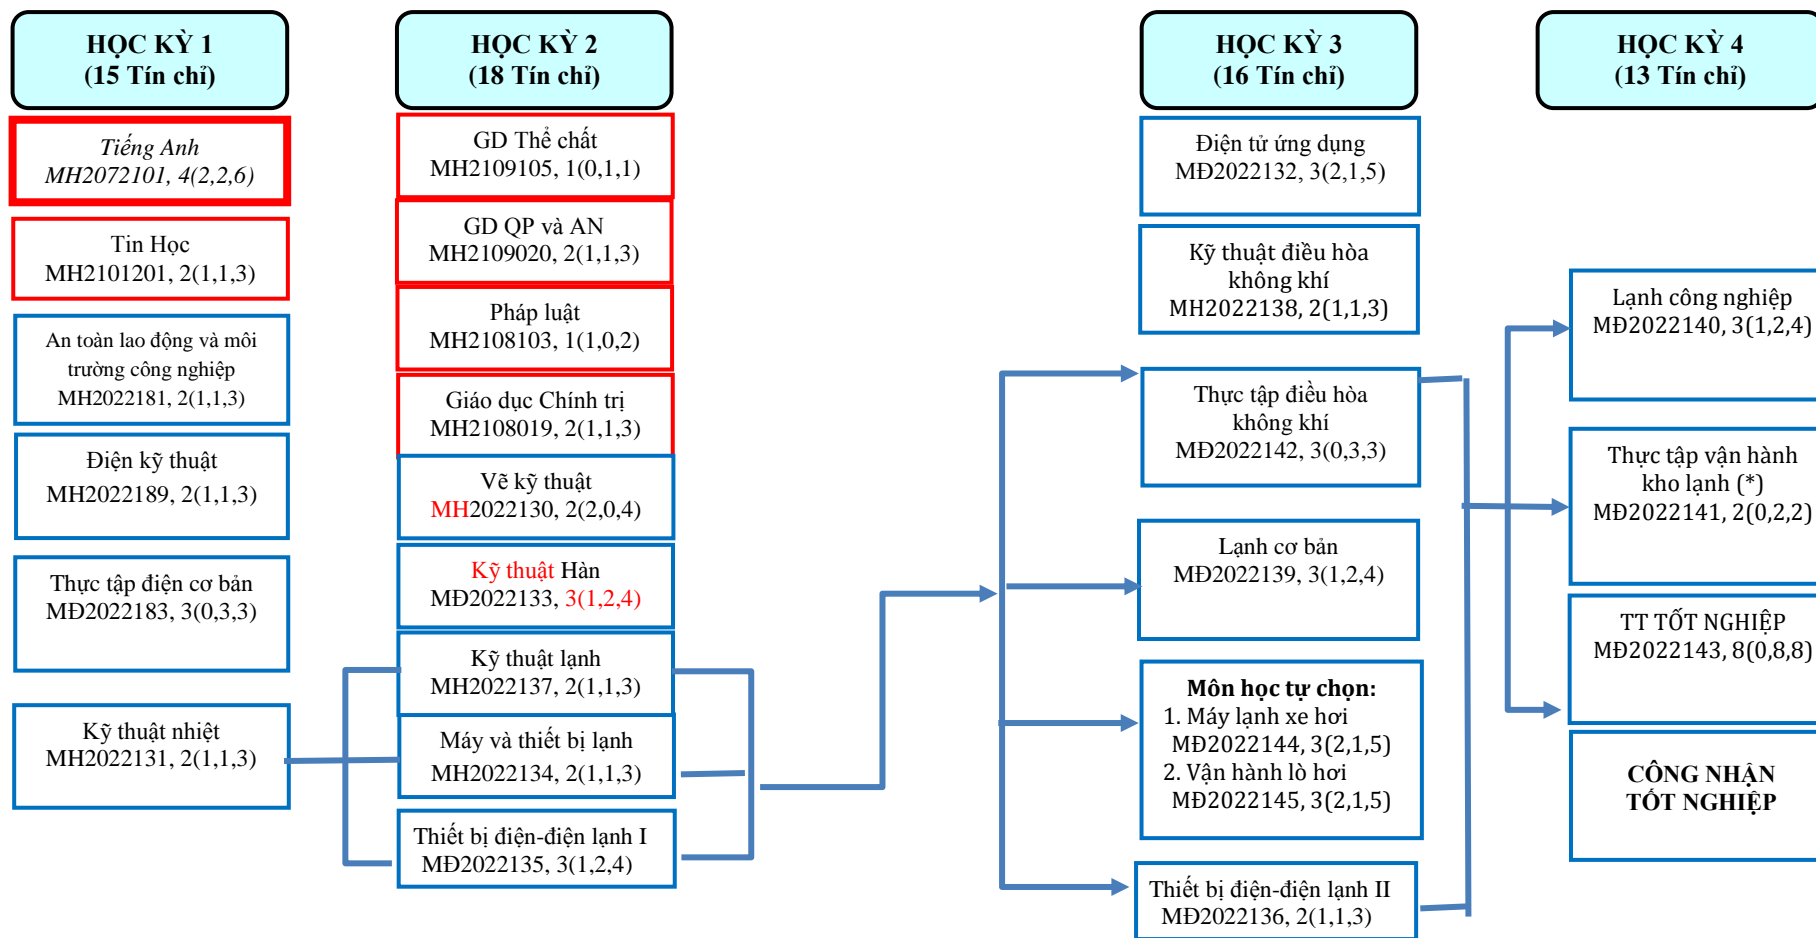 HỌC KỲ 1
(15 Tín chỉ)
Tiếng Anh
MH2072101, 4(2,2,6)
Tin Học
MH2101201, 2(1,1,3)
An toàn lao động và môi
trường công nghiệp
MH2022181, 2(1,1,3)
Điện kỹ thuật
MH2022189, 2(1,1,3)
Thực tập điện cơ bản
MĐ2022183, 3(0,3,3)
Kỹ thuật nhiệt
MH2022131, 2(1,1,3)
HỌC KỲ 2
(18 Tín chỉ)
GD Thể chất
MH2109105, 1(0,1,1)
GD QP và AN
MH2109020, 2(1,1,3)
Pháp luật
MH2108103, 1(1,0,2)
Giáo dục Chính trị
MH2108019, 2(1,1,3)
Vẽ kỹ thuật
MH2022130, 2(2,0,4)
Kỹ thuật Hàn
MĐ2022133, 3(1,2,4)
Kỹ thuật lạnh
MH2022137, 2(1,1,3)
Máy và thiết bị lạnh
MH2022134, 2(1,1,3)
Thiết bị điện-điện lạnh I
MĐ2022135, 3(1,2,4)
HỌC KỲ 3
(16 Tín chỉ)
Điện tử ứng dụng
MĐ2022132, 3(2,1,5)
Kỹ thuật điều hòa
không khí
MH2022138, 2(1,1,3)
Thực tập điều hòa
không khí
MĐ2022142, 3(0,3,3)
Lạnh cơ bản
MĐ2022139, 3(1,2,4)
Môn học tự chọn:
1. Máy lạnh xe hơi
MĐ2022144, 3(2,1,5)
2. Vận hành lò hơi
MĐ2022145, 3(2,1,5)
Thiết bị điện-điện lạnh II
MĐ2022136, 2(1,1,3)
HỌC KỲ 4
(13 Tín chỉ)
Lạnh công nghiệp
MĐ2022140, 3(1,2,4)
Thực tập vận hành
kho lạnh (*)
MĐ2022141, 2(0,2,2)
TT TỐT NGHIỆP
MĐ2022143, 8(0,8,8)
CÔNG NHẬN
TỐT NGHIỆP